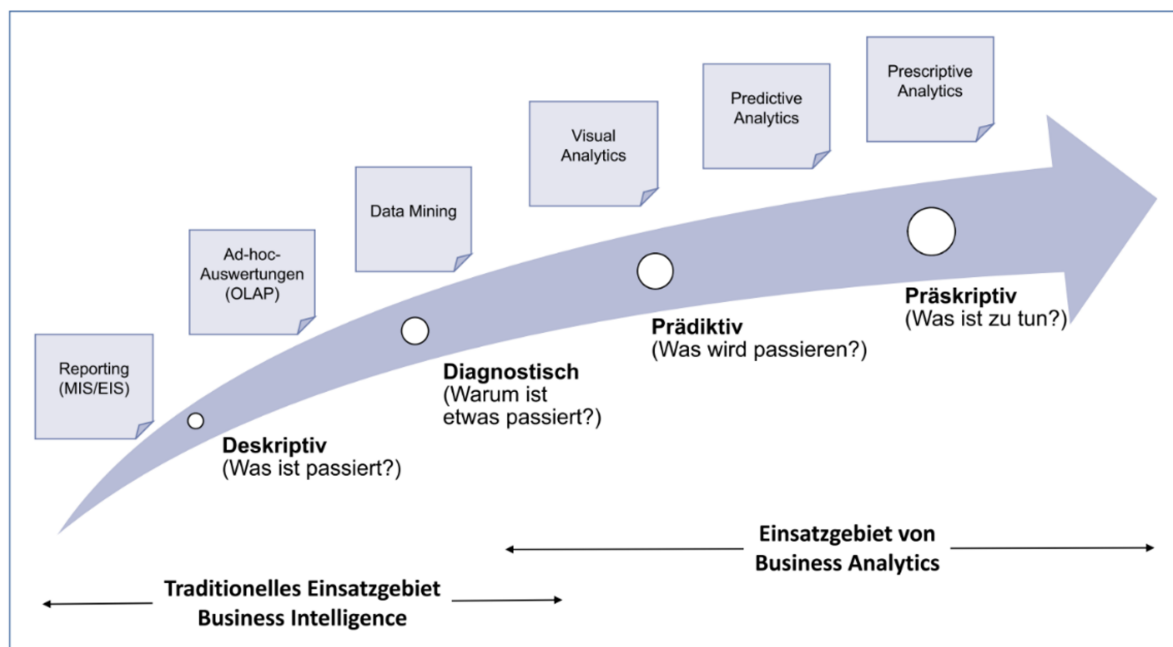 Prescriptive
Analytics
Predictive
Analytics
Visual
Analytics
Data Mining
Ad-hoc-
Auswertungen
(OLAP)
Reporting
(MIS/EIS)
Deskriptiv
(Was ist passiert?)
Diagnostisch
(Warum ist
etwas passiert?)
Prädiktiv
(Was wird passieren?)
Präskriptiv
(Was ist zu tun?)
Einsatzgebiet von
Business Analytics
Traditionelles Einsatzgebiet
Business Intelligence